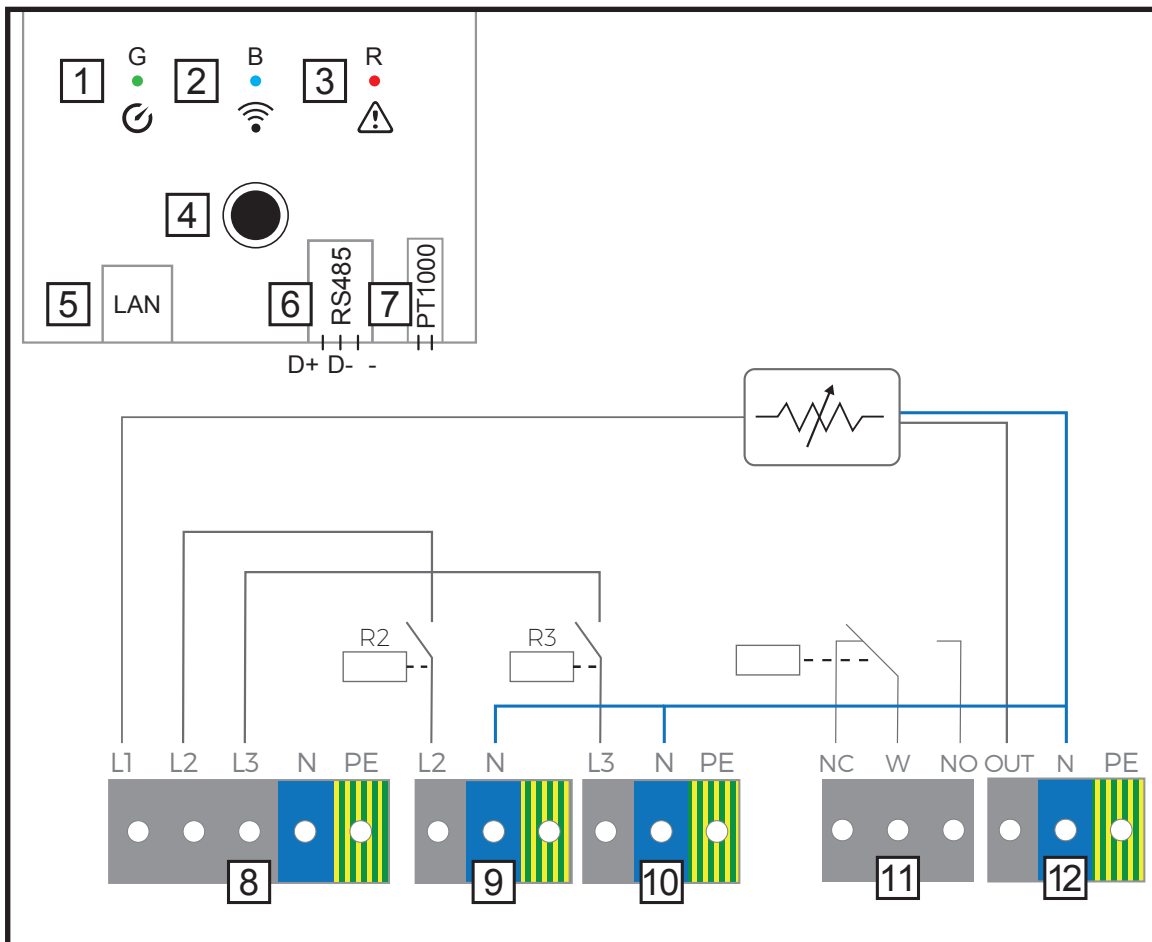 G B R
1 2 3
4
5 LAN 6 RS485 7 PT1000
D+ D- -
R2 R3
L1 L2 L3 N PE L2 N L3 N PE NC W NO OUT N PE
8 9 10 11 12